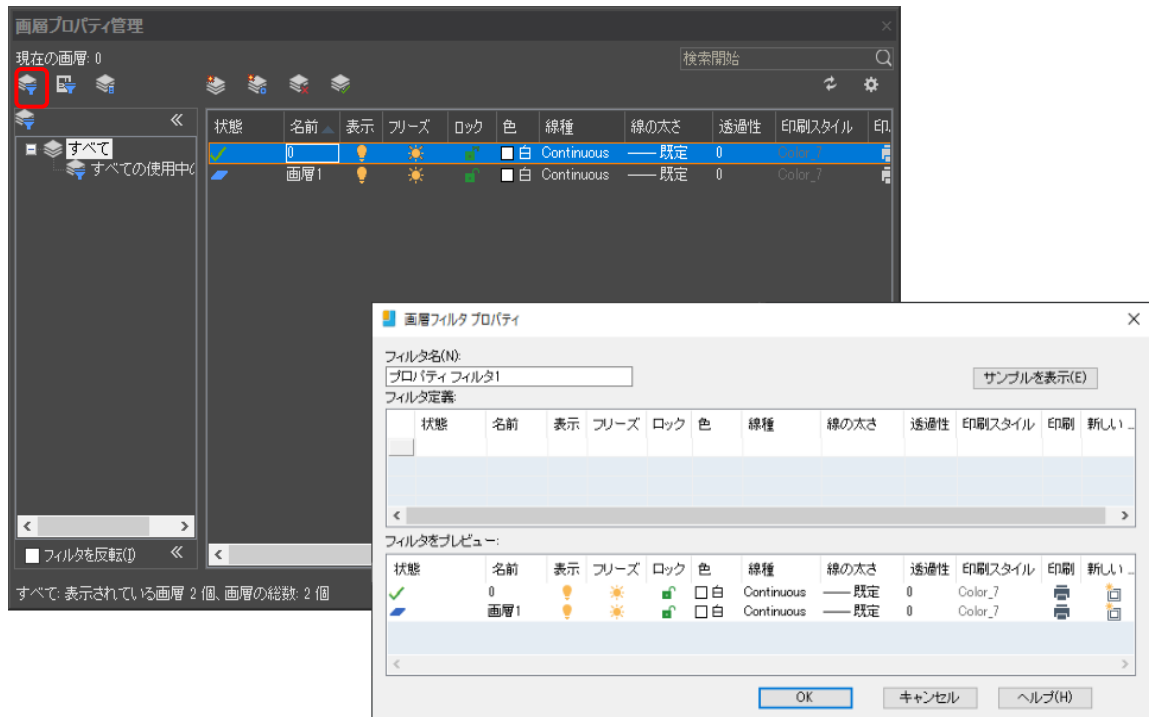 画層プロパティ管理
現在の画層: 0
検索開始
状態 名前 表示 フリーズ ロック 色 線種 線の太さ 透過性 印刷スタイル 印.
すべて
0 白 Continuous 既定 0 Color_7
すべての使用中の
画層1 白 Continuous 既定 0 Color_7
フィルタを反転(I)
すべて: 表示されている画層 2 個、画層の総数: 2 個
画層フィルタ プロパティ
フィルタ名(N):
プロパティ フィルタ1
サンプルを表示(E)
フィルタ定義:
状態 名前 表示 フリーズ ロック 色 線種 線の太さ 透過性 印刷スタイル 印刷 新しい ...
フィルタをプレビュー:
状態 名前 表示 フリーズ ロック 色 線種 線の太さ 透過性 印刷スタイル 印刷 新しい ...
0 白 Continuous 既定 0 Color_7
画層1 白 Continuous 既定 0 Color_7
OK キャンセル ヘルプ(H)